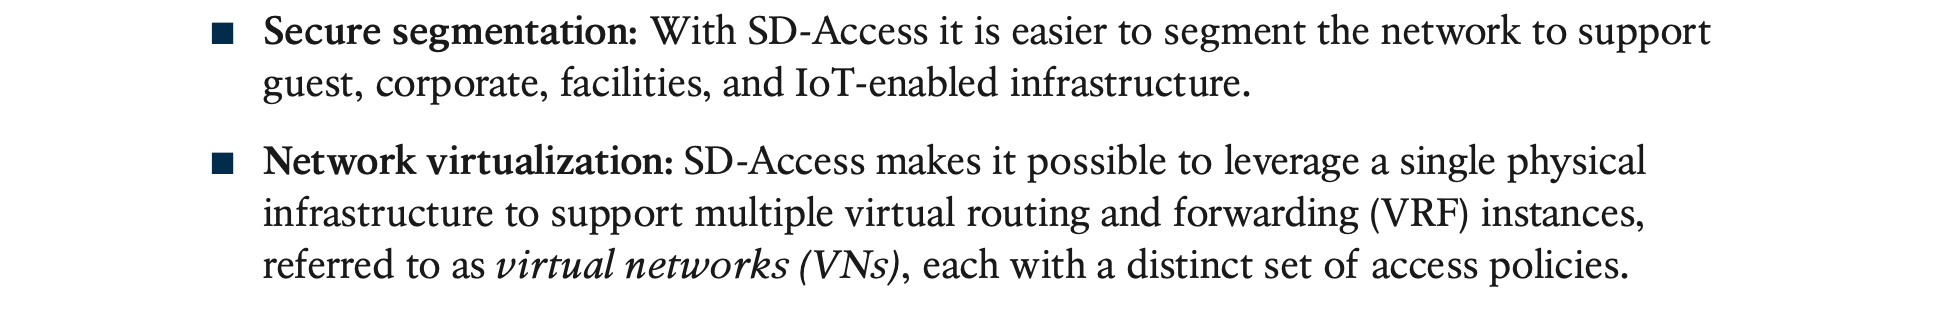 ■ Secure segmentation: With SD-Access it is easier to segment the network to support
guest, corporate, facilities, and IoT-enabled infrastructure.
■ Network virtualization: SD-Access makes it possible to leverage a single physical
infrastructure to support multiple virtual routing and forwarding (VRF) instances,
referred to as virtual networks (VNs), each with a distinct set of access policies.